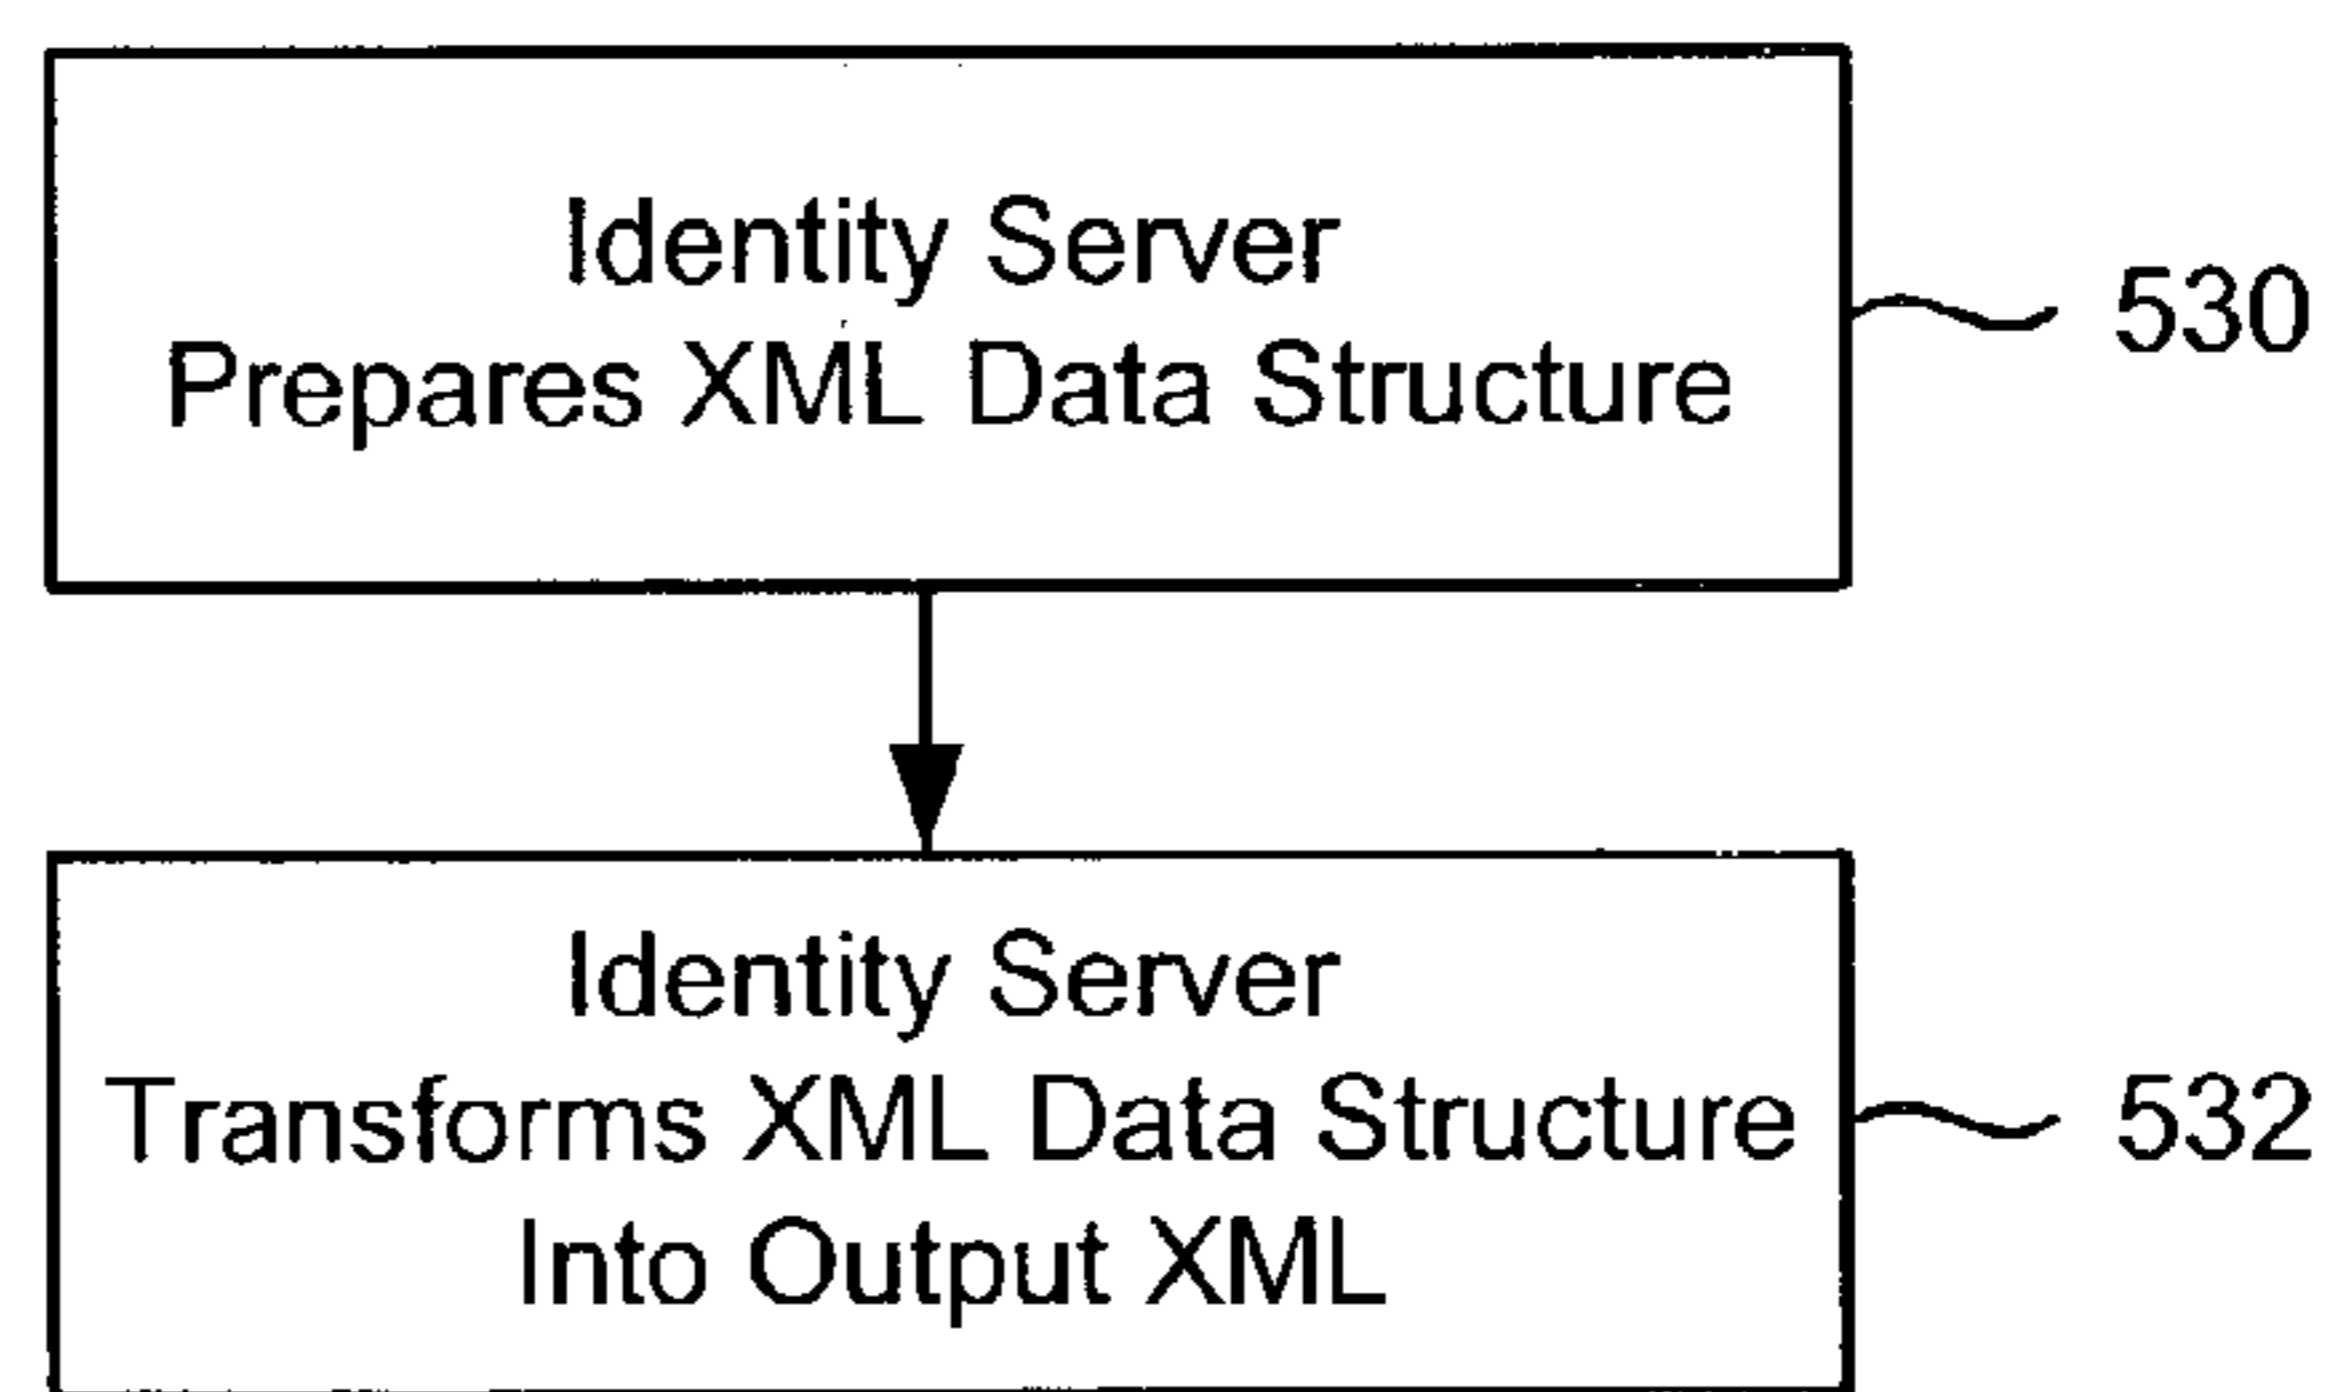 Identity Server
Prepares XML Data Structure
530
Identity Server
Transforms XML Data Structure
Into Output XML
532